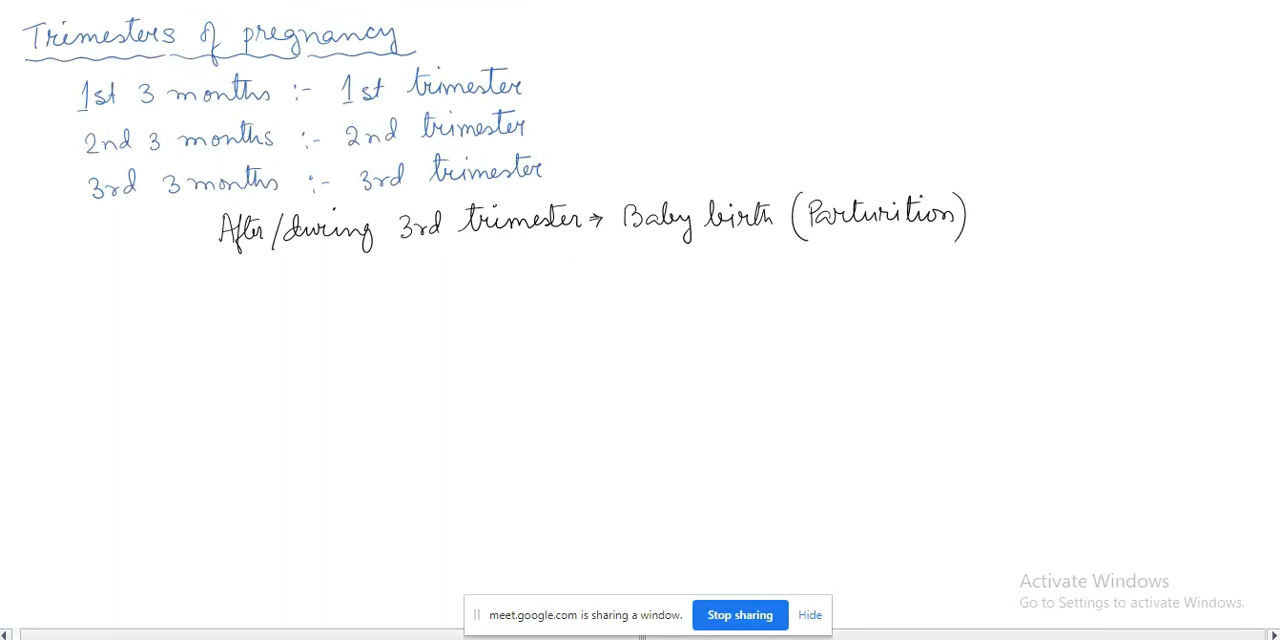 Trimesters of pregnancy
1st 3 months :- 1st trimester
2nd 3 months :- 2nd trimester
3rd 3 months :- 3rd trimester
After/during 3rd trimester → Baby birth (Parturition)
Activate Windows
Go to Settings to activate Windows.
meet.google.com is sharing a window. Stop sharing Hide